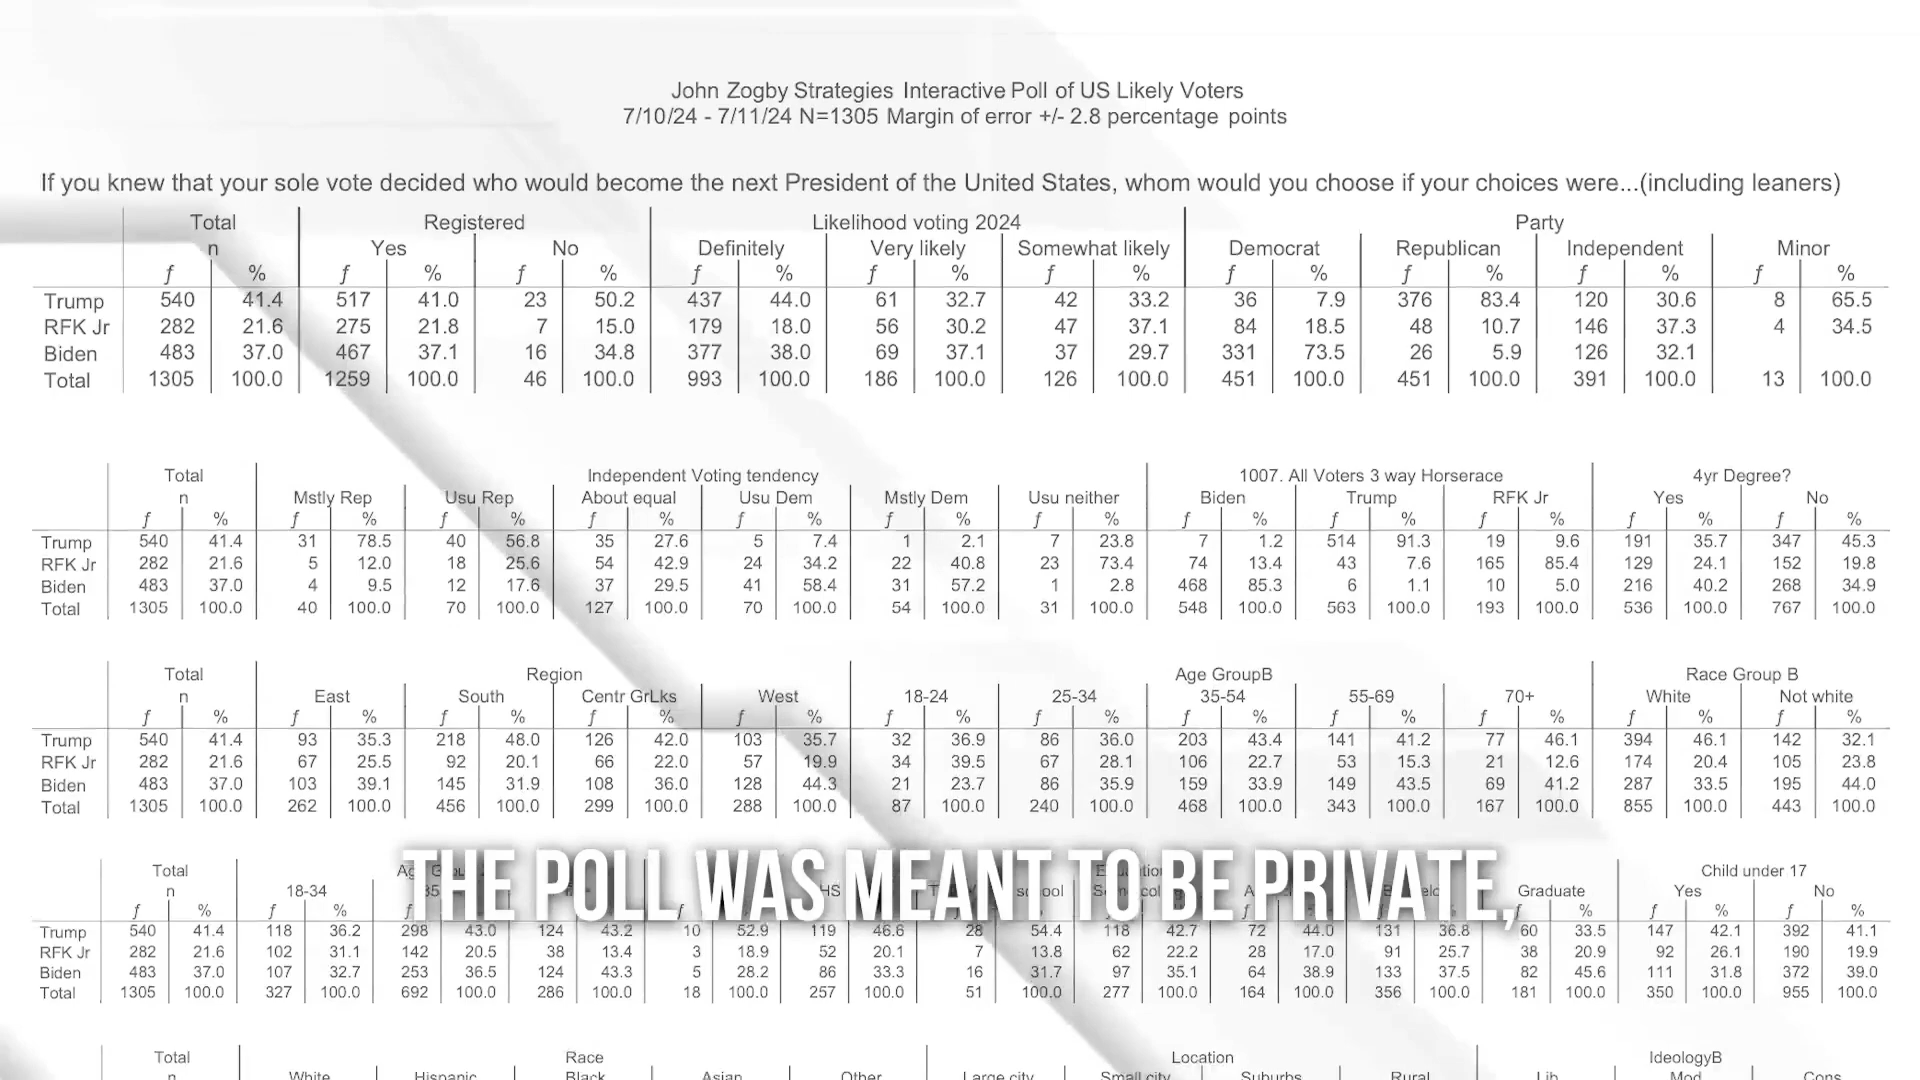 John Zogby Strategies Interactive Poll of US Likely Voters
7/10/24 - 7/11/24 N=1305 Margin of error +/- 2.8 percentage points
If you knew that your sole vote decided who would become the next President of the United States, whom would you choose if your choices were...(including leaners)
Total Registered Likelihood voting 2024 Party
n Yes No Definitely Very likely Somewhat likely Democrat Republican Independent Minor
f % f % f % f % f % f % f % f % f % f %
Trump 540 41.4 517 41.0 23 50.2 437 44.0 61 32.7 42 33.2 36 7.9 376 83.4 120 30.6 8 65.5
RFK Jr 282 21.6 275 21.8 7 15.0 179 18.0 56 30.2 47 37.1 84 18.5 48 10.7 146 37.3 4 34.5
Biden 483 37.0 467 37.1 16 34.8 377 38.0 69 37.1 37 29.7 331 73.5 26 5.9 126 32.1
Total 1305 100.0 1259 100.0 46 100.0 993 100.0 186 100.0 126 100.0 451 100.0 451 100.0 391 100.0 13 100.0
Total Independent Voting tendency 1007. All Voters 3 way Horserace 4yr Degree?
n Mstly Rep Usu Rep About equal Usu Dem Mstly Dem Usu neither Biden Trump RFK Jr Yes No
f % f % f % f % f % f % f % f % f % f % f % f %
Trump 540 41.4 31 78.5 40 56.8 35 27.6 5 7.4 1 2.1 7 23.8 7 1.2 514 91.3 19 9.6 191 35.7 347 45.3
RFK Jr 282 21.6 5 12.0 18 25.6 54 42.9 24 34.2 22 40.8 23 73.4 74 13.4 43 7.6 165 85.4 129 24.1 152 19.8
Biden 483 37.0 4 9.5 12 17.6 37 29.5 41 58.4 31 57.2 1 2.8 468 85.3 6 1.1 10 5.0 216 40.2 268 34.9
Total 1305 100.0 40 100.0 70 100.0 127 100.0 70 100.0 54 100.0 31 100.0 548 100.0 563 100.0 193 100.0 536 100.0 767 100.0
Total Region Age GroupB Race Group B
n East South Centr GrLks West 18-24 25-34 35-54 55-69 70+ White Not white
f % f % f % f % f % f % f % f % f % f % f % f %
Trump 540 41.4 93 35.3 218 48.0 126 42.0 103 35.7 32 36.9 86 36.0 203 43.4 141 41.2 77 46.1 394 46.1 142 32.1
RFK Jr 282 21.6 67 25.5 92 20.1 66 22.0 57 19.9 34 39.5 67 28.1 106 22.7 53 15.3 21 12.6 174 20.4 105 23.8
Biden 483 37.0 103 39.1 145 31.9 108 36.0 128 44.3 21 23.7 86 35.9 159 33.9 149 43.5 69 41.2 287 33.5 195 44.0
Total 1305 100.0 262 100.0 456 100.0 299 100.0 288 100.0 87 100.0 240 100.0 468 100.0 343 100.0 167 100.0 855 100.0 443 100.0
THE POLL WAS MEANT TO BE PRIVATE,
Total Child under 17
n 18-34 HS school Graduate Yes No
f % f % f f f % f % f %
Trump 540 41.4 118 36.2 298 43.0 124 43.2 10 52.9 119 46.6 28 54.4 118 42.7 72 44.0 131 36.8 60 33.5 147 42.1 392 41.1
RFK Jr 282 21.6 102 31.1 142 20.5 38 13.4 3 18.9 52 20.1 7 13.8 62 22.2 28 17.0 91 25.7 38 20.9 92 26.1 190 19.9
Biden 483 37.0 107 32.7 253 36.5 124 43.3 5 28.2 86 33.3 16 31.7 97 35.1 64 38.9 133 37.5 82 45.6 111 31.8 372 39.0
Total 1305 100.0 327 100.0 692 100.0 286 100.0 18 100.0 257 100.0 51 100.0 277 100.0 164 100.0 356 100.0 181 100.0 350 100.0 955 100.0
Total Race Location IdeologyB
n White Hispanic Black Asian Other Large city Small city Suburbs Rural Lib Mod Cons